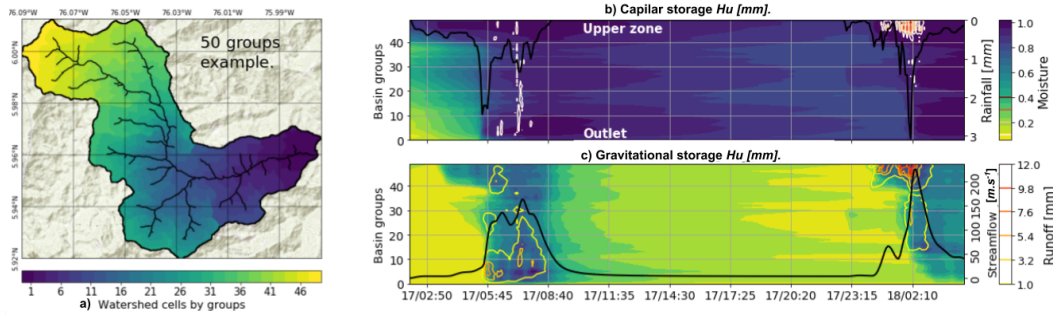 76.09°W 76.07°W 76.05°W 76.03°W 76.01°W 75.99°W
6.00°N
5.98°N
5.96°N
5.94°N
5.92°N
50 groups
example.
1 6 11 16 21 26 31 36 41 46
a) Watershed cells by groups
b) Capilar storage Hu [mm].
Basin groups
40
30
20
10
0
Upper zone
Outlet
0
1
2
3
Rainfall [mm]
1.0
0.8
0.6
0.4
0.2
Moisture
c) Gravitational storage Hu [mm].
Basin groups
40
30
20
10
0
200
150
100
50
0
Streamflow [m.s⁻¹]
12.0
9.8
7.6
5.4
3.2
1.0
Runoff [mm]
17/02:50 17/05:45 17/08:40 17/11:35 17/14:30 17/17:25 17/20:20 17/23:15 18/02:10